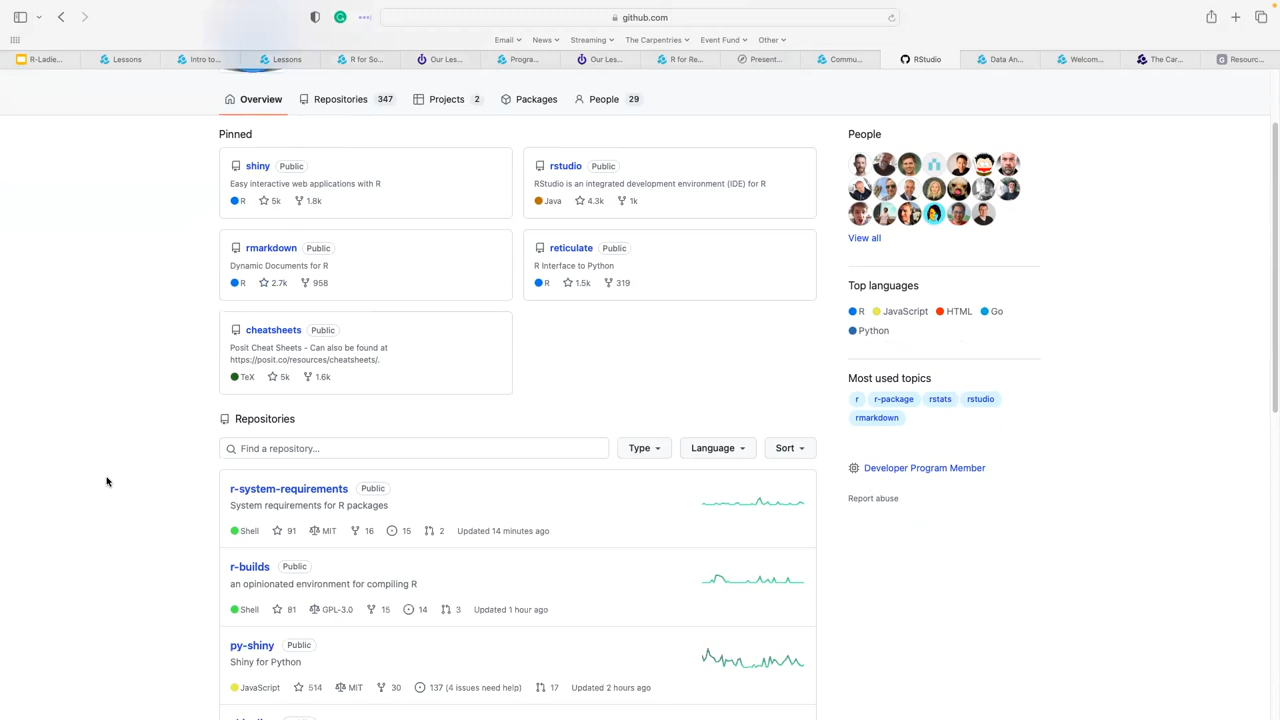 github.com
Email News Streaming The Carpentries Event Fund Other
R-Ladie... Lessons Intro to... Lessons R for So... Our Les... Progra... Our Les... R for Re... Present... Commu... RStudio Data An... Welcom... The Car... Resourc...
Overview Repositories 347 Projects 2 Packages People 29
Pinned
shiny Public
Easy interactive web applications with R
R 5k 1.8k
rstudio Public
RStudio is an integrated development environment (IDE) for R
Java 4.3k 1k
rmarkdown Public
Dynamic Documents for R
R 2.7k 958
reticulate Public
R Interface to Python
R 1.5k 319
cheatsheets Public
Posit Cheat Sheets - Can also be found at
https://posit.co/resources/cheatsheets/.
TeX 5k 1.6k
Repositories
Find a repository...
Type
Language
Sort
r-system-requirements Public
System requirements for R packages
Shell 91 MIT 16 15 2 Updated 14 minutes ago
r-builds Public
an opinionated environment for compiling R
Shell 81 GPL-3.0 15 14 3 Updated 1 hour ago
py-shiny Public
Shiny for Python
JavaScript 514 MIT 30 137 (4 issues need help) 17 Updated 2 hours ago
People
View all
Top languages
R JavaScript HTML Go
Python
Most used topics
r r-package rstats rstudio
rmarkdown
Developer Program Member
Report abuse